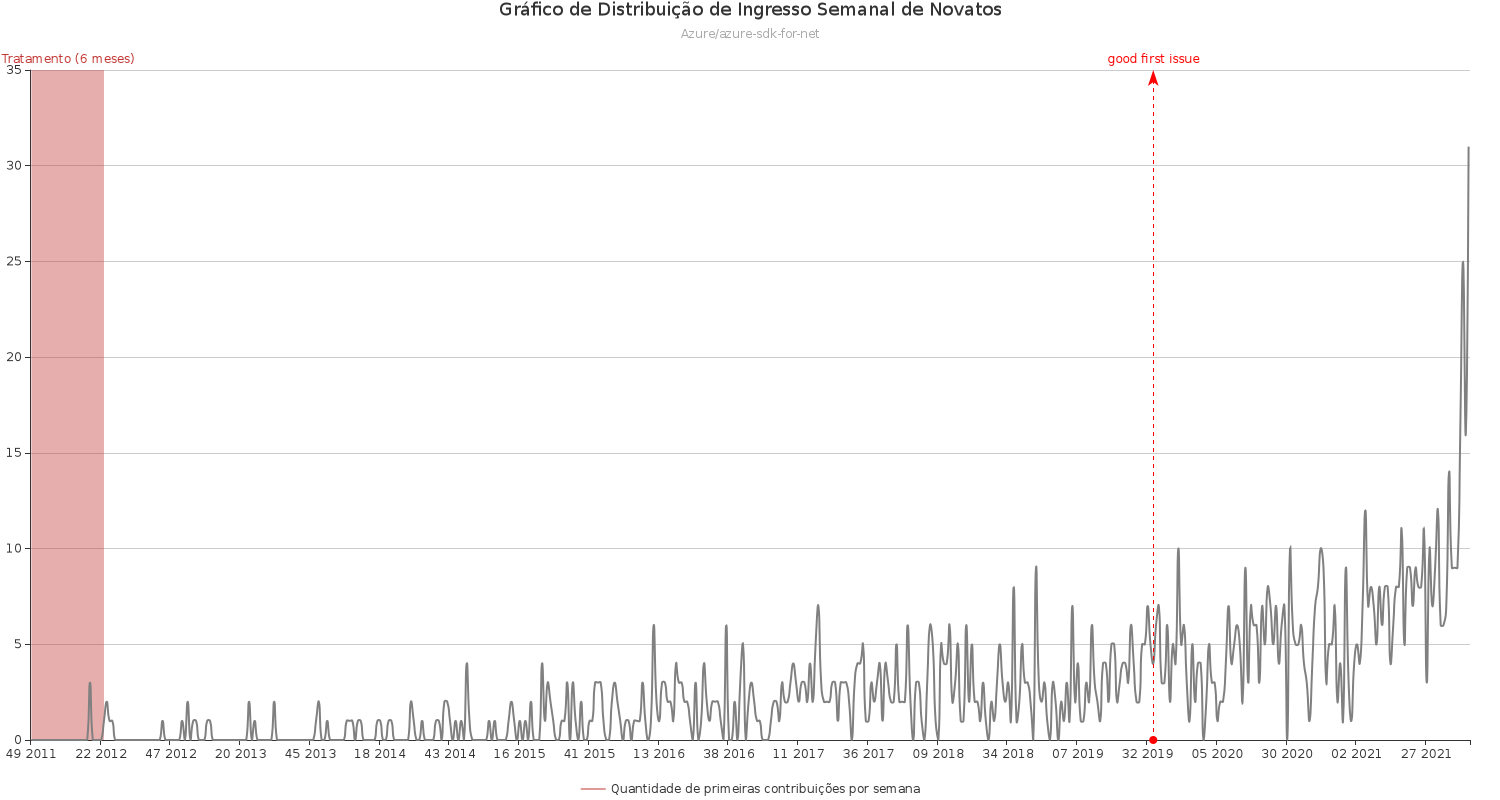 Gráfico de Distribuição de Ingresso Semanal de Novatos
Azure/azure-sdk-for-net
Tratamento (6 meses)
good first issue
35
30
25
20
15
10
5
0
49 2011 22 2012 47 2012 20 2013 45 2013 18 2014 43 2014 16 2015 41 2015 13 2016 38 2016 11 2017 36 2017 09 2018 34 2018 07 2019 32 2019 05 2020 30 2020 02 2021 27 2021
Quantidade de primeiras contribuições por semana